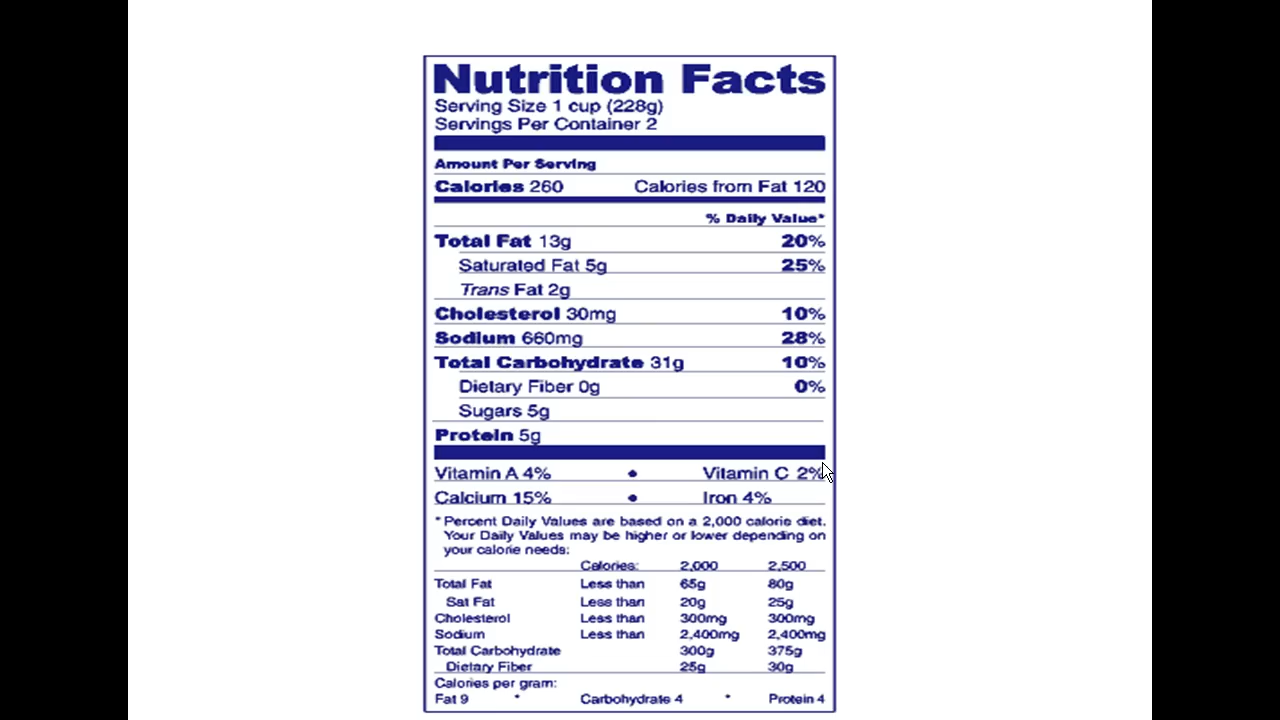 Nutrition Facts
Serving Size 1 cup (228g)
Servings Per Container 2
Amount Per Serving
Calories 260 Calories from Fat 120
% Daily Value*
Total Fat 13g 20%
Saturated Fat 5g 25%
Trans Fat 2g
Cholesterol 30mg 10%
Sodium 660mg 28%
Total Carbohydrate 31g 10%
Dietary Fiber 0g 0%
Sugars 5g
Protein 5g
Vitamin A 4% • Vitamin C 2%
Calcium 15% • Iron 4%
* Percent Daily Values are based on a 2,000 calorie diet.
Your Daily Values may be higher or lower depending on
your calorie needs:
Calories: 2,000 2,500
Total Fat Less than 65g 80g
Sat Fat Less than 20g 25g
Cholesterol Less than 300mg 300mg
Sodium Less than 2,400mg 2,400mg
Total Carbohydrate 300g 375g
Dietary Fiber 25g 30g
Calories per gram:
Fat 9 * Carbohydrate 4 * Protein 4